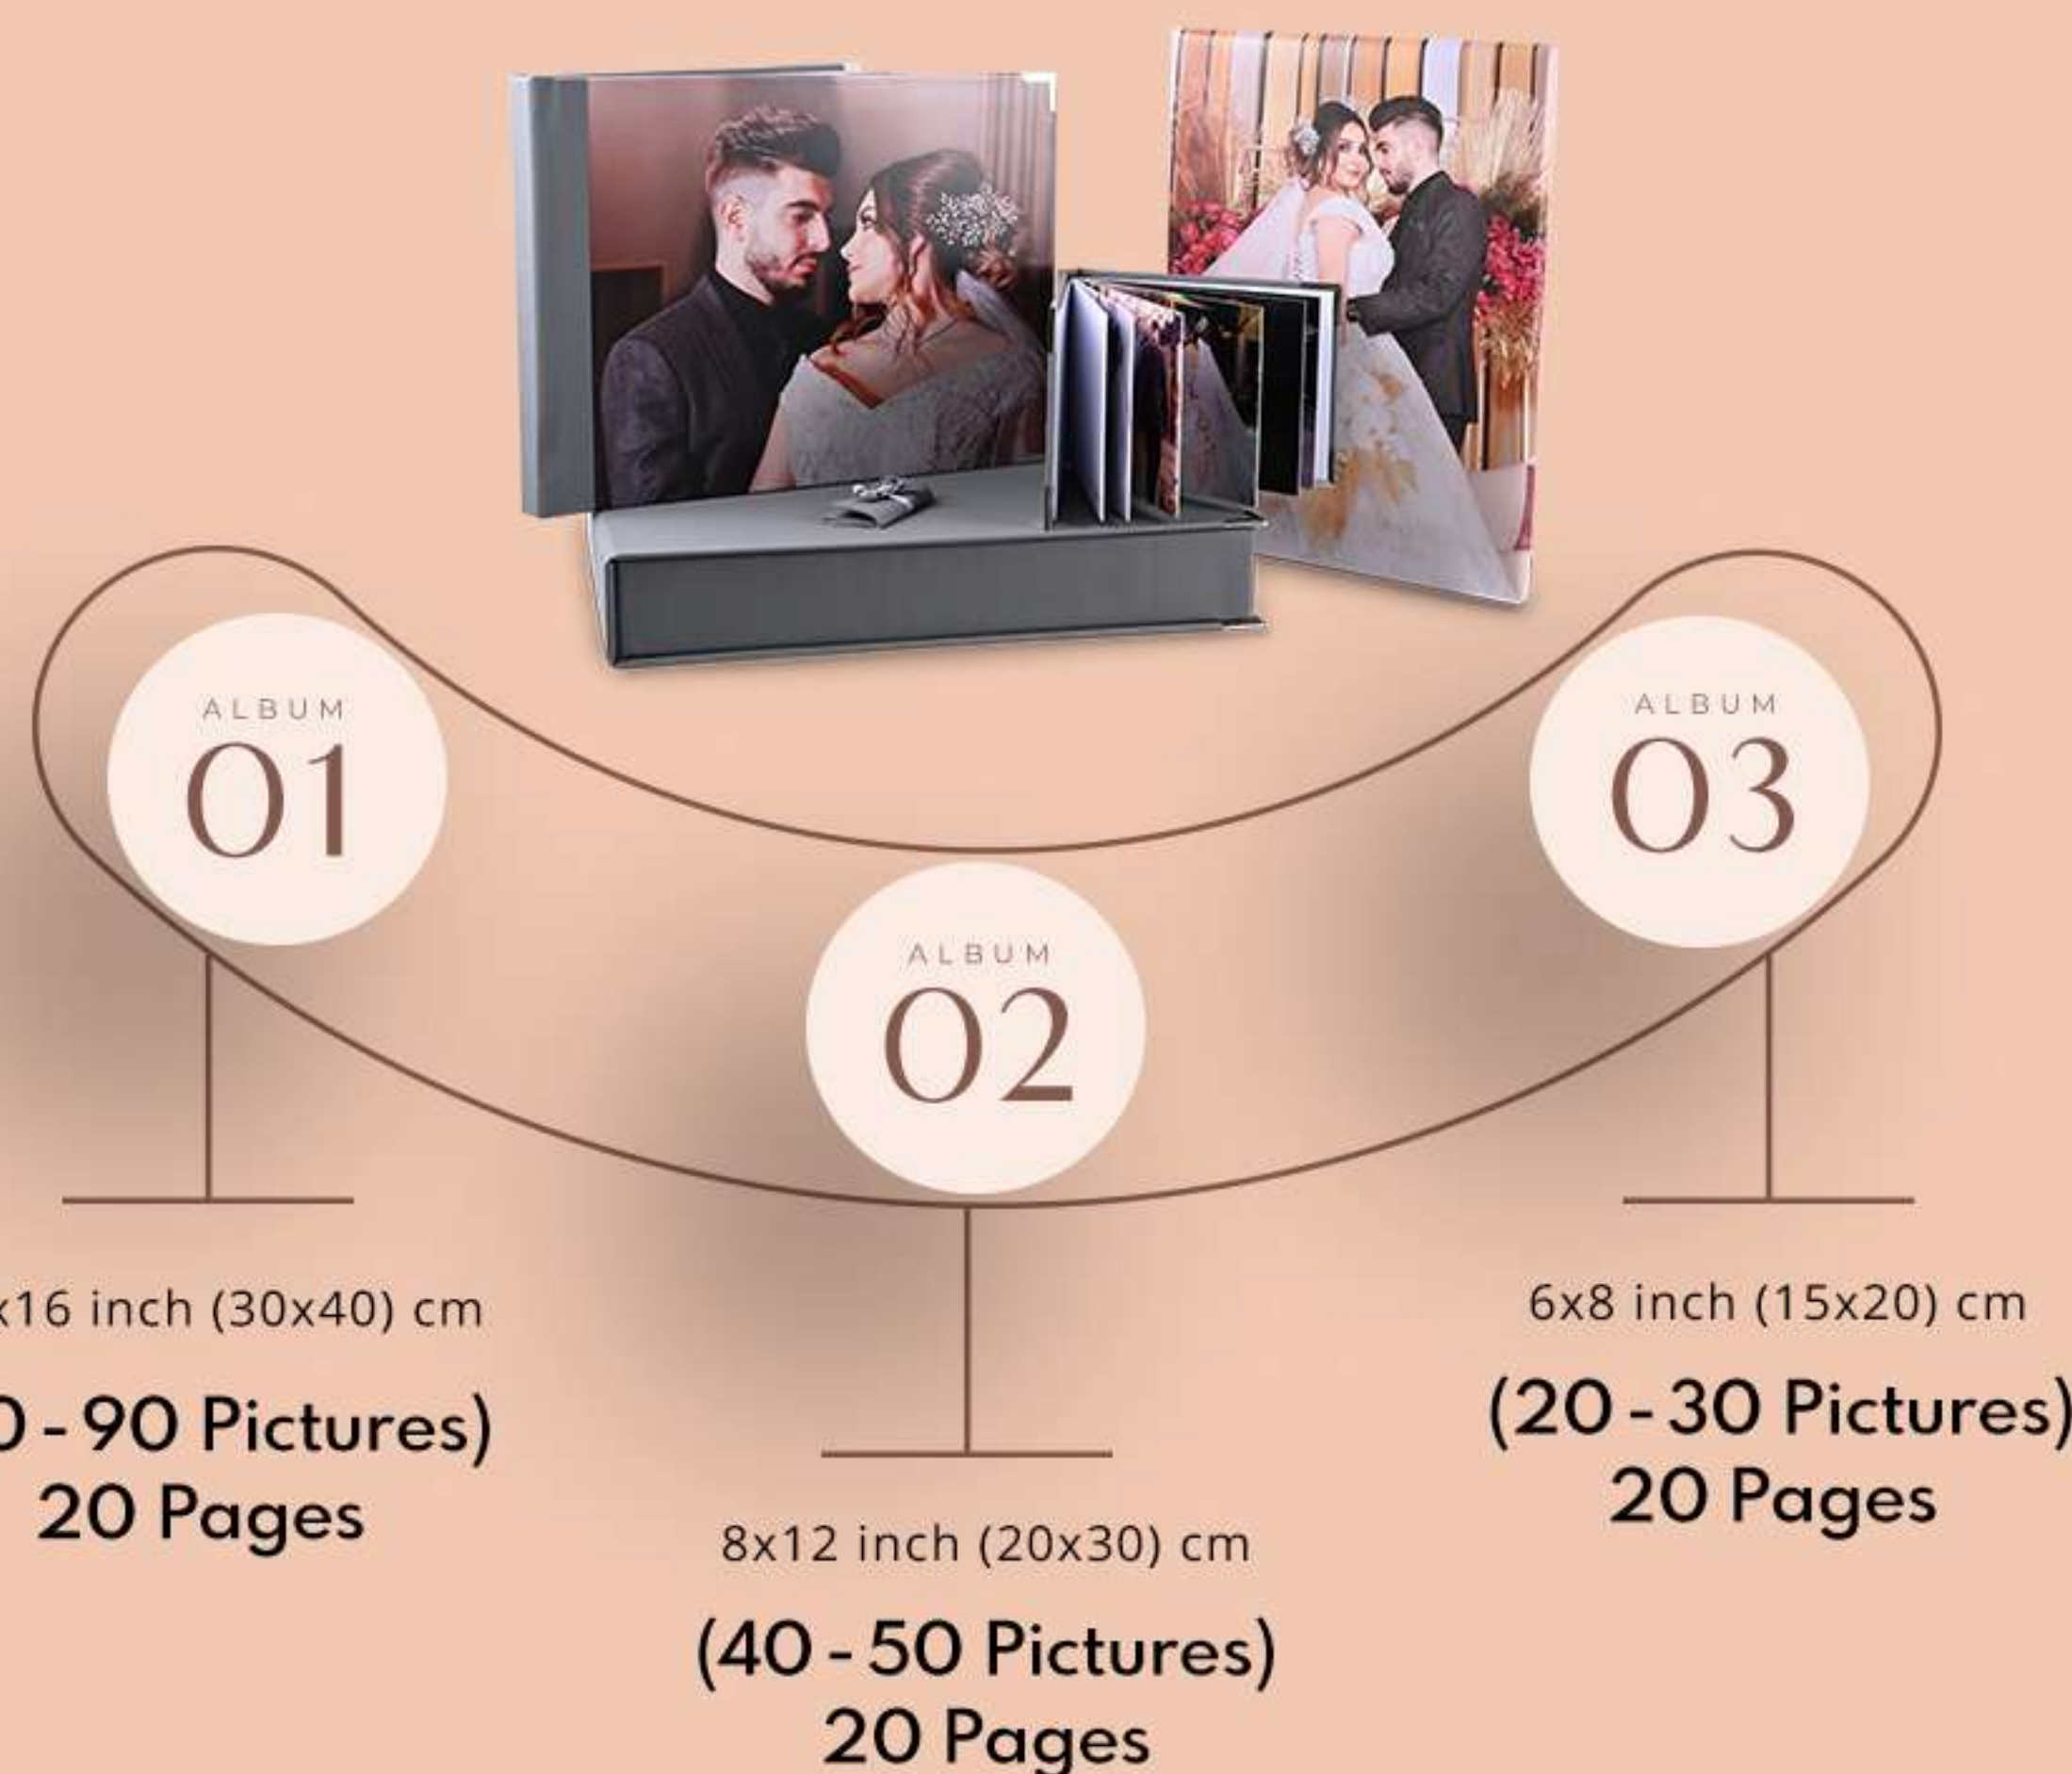 ALBUM
01
x16 inch (30x40) cm
0 - 90 Pictures)
20 Pages
ALBUM
02
8x12 inch (20x30) cm
(40 - 50 Pictures)
20 Pages
ALBUM
03
6x8 inch (15x20) cm
(20 - 30 Pictures)
20 Pages